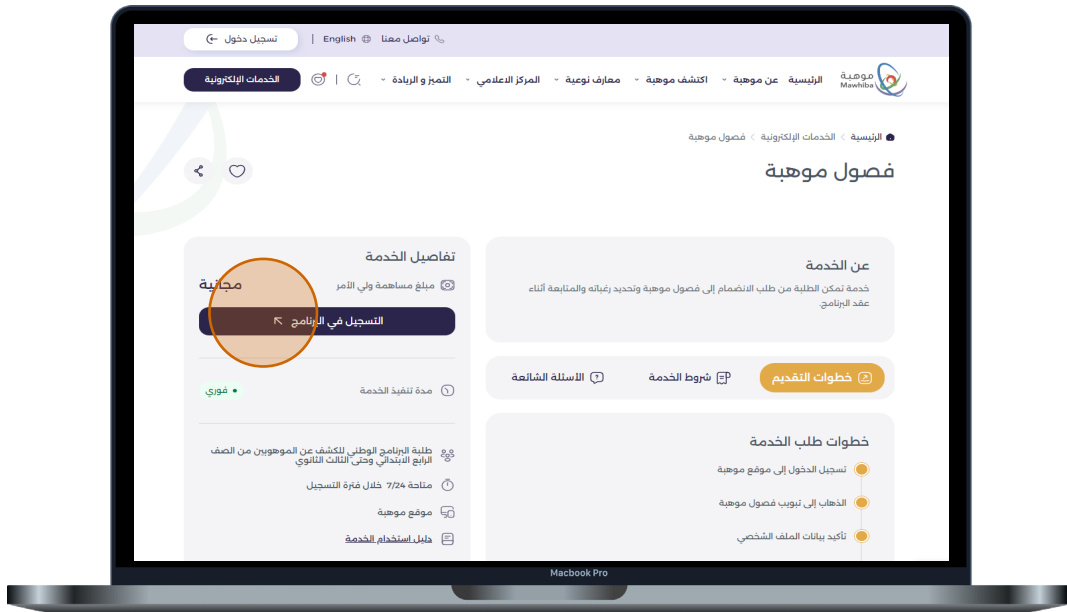 تواصل معنا
English
|
تسجيل دخول
موهبة
Mawhiba
الرئيسية
عن موهبة
اكتشف موهبة
معارف نوعية
المركز الاعلامي
التميز و الريادة
الخدمات الإلكترونية
الرئيسية > الخدمات الإلكترونية > فصول موهبة
فصول موهبة
عن الخدمة
خدمة تمكن الطلبة من طلب الانضمام إلى فصول موهبة وتحديد رغباته والمتابعة أثناء
عقد البرنامج.
خطوات التقديم
شروط الخدمة
الأسئلة الشائعة
خطوات طلب الخدمة
تسجيل الدخول إلى موقع موهبة
الذهاب إلى تبويب فصول موهبة
تأكيد بيانات الملف الشخصي
تفاصيل الخدمة
مبلغ مساهمة ولي الأمر
مجانية
التسجيل في البرنامج
مدة تنفيذ الخدمة
فوري
طلبة البرنامج الوطني للكشف عن الموهوبين من الصف
الرابع الابتدائي وحتى الثالث الثانوي
متاحة 7/24 خلال فترة التسجيل
موقع موهبة
دليل استخدام الخدمة
Macbook Pro